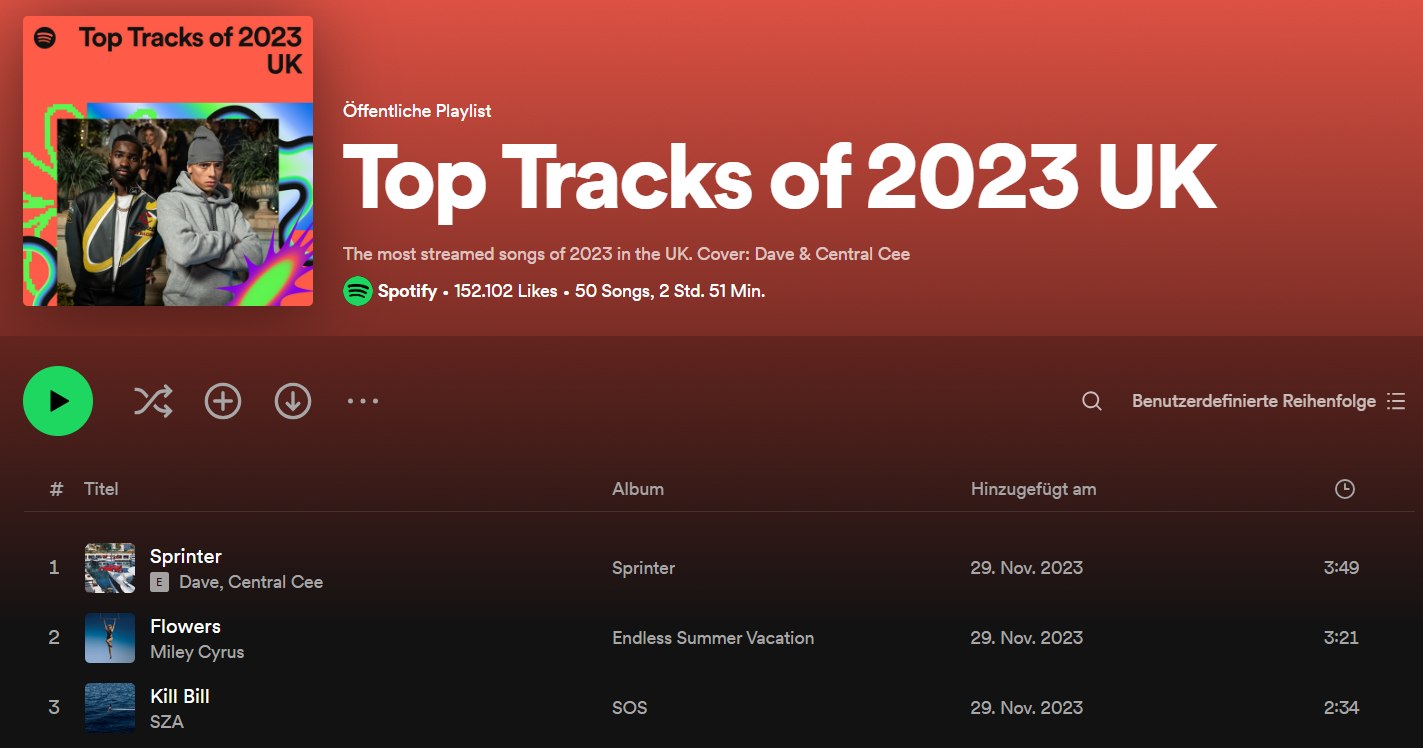 Top Tracks of 2023
UK
Öffentliche Playlist
Top Tracks of 2023 UK
The most streamed songs of 2023 in the UK. Cover: Dave & Central Cee
Spotify • 152.102 Likes • 50 Songs, 2 Std. 51 Min.
Benutzerdefinierte Reihenfolge
# Titel Album Hinzugefügt am
1 Sprinter Sprinter 29. Nov. 2023 3:49
E Dave, Central Cee
2 Flowers Endless Summer Vacation 29. Nov. 2023 3:21
Miley Cyrus
3 Kill Bill SOS 29. Nov. 2023 2:34
SZA